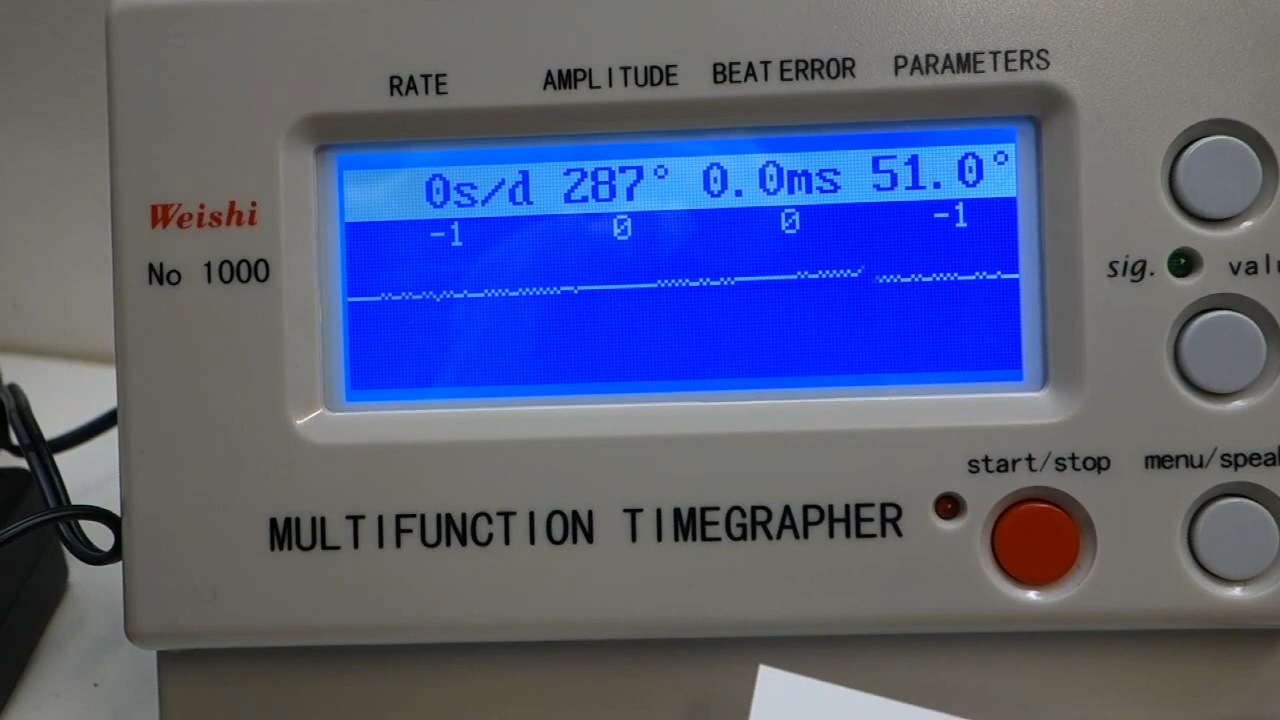 RATE AMPLITUDE BEAT ERROR PARAMETERS
0s/d 287° 0.0ms 51.0°
-1 0 0 -1
Weishi
No 1000
sig. valu
start/stop menu/speak
MULTIFUNCTION TIMEGRAPHER